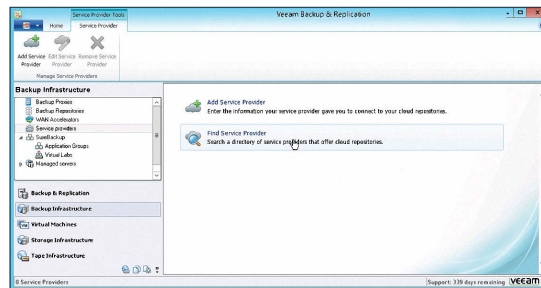 Service Provider Tools
Veeam Backup & Replication
Home
Service Provider
Add Service Provider
Edit Service Provider
Remove Service Provider
Manage Service Providers
Backup Infrastructure
Backup Proxies
Backup Repositories
WAN Accelerators
Service providers
SureBackup
Application Groups
Virtual Labs
Managed servers
Add Service Provider
Enter the information your service provider gave you to connect to your cloud repositories.
Find Service Provider
Search a directory of service providers that offer cloud repositories.
Backup & Replication
Backup Infrastructure
Virtual Machines
Storage Infrastructure
Tape Infrastructure
0 Service Providers
Support: 339 days remaining
veeam